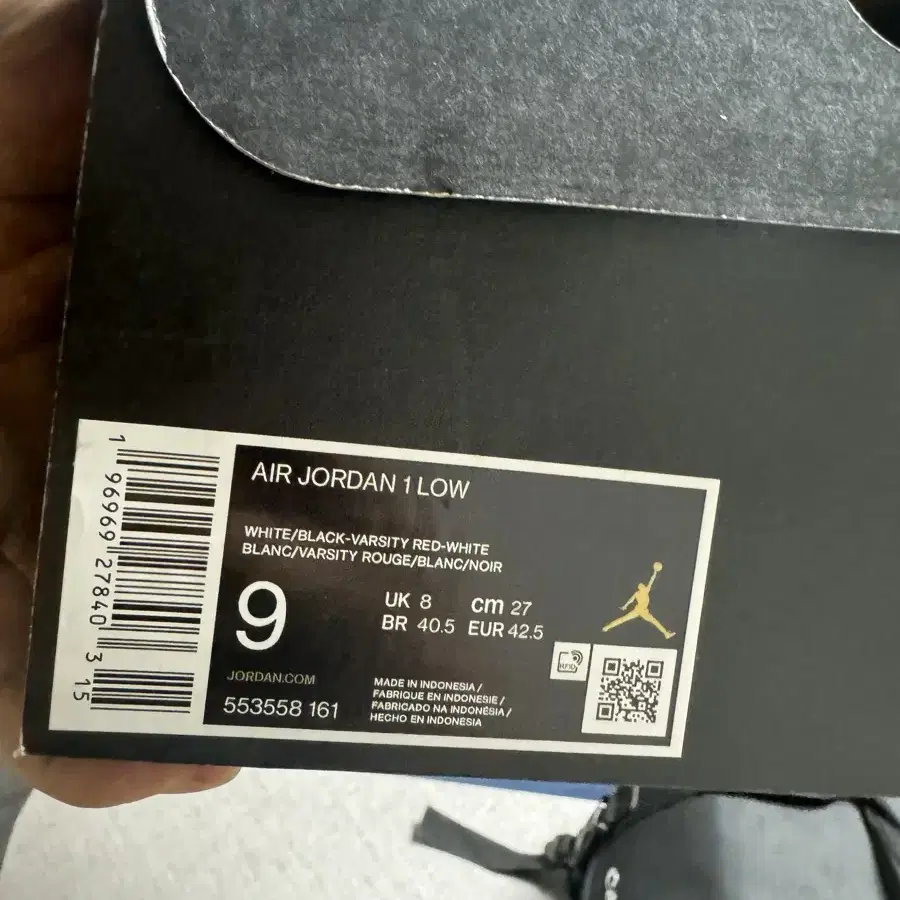 AIR JORDAN 1 LOW
WHITE/BLACK-VARSITY RED-WHITE
BLANC/VARSITY ROUGE/BLANC/NOIR
9
UK 8 cm 27
BR 40.5 EUR 42.5
RFID
JORDAN.COM
553558 161
MADE IN INDONESIA /
FABRIQUE EN INDONESIE /
FABRICADO NA INDONÉSIA /
HECHO EN INDONESIA
1 96969 27840 3 15